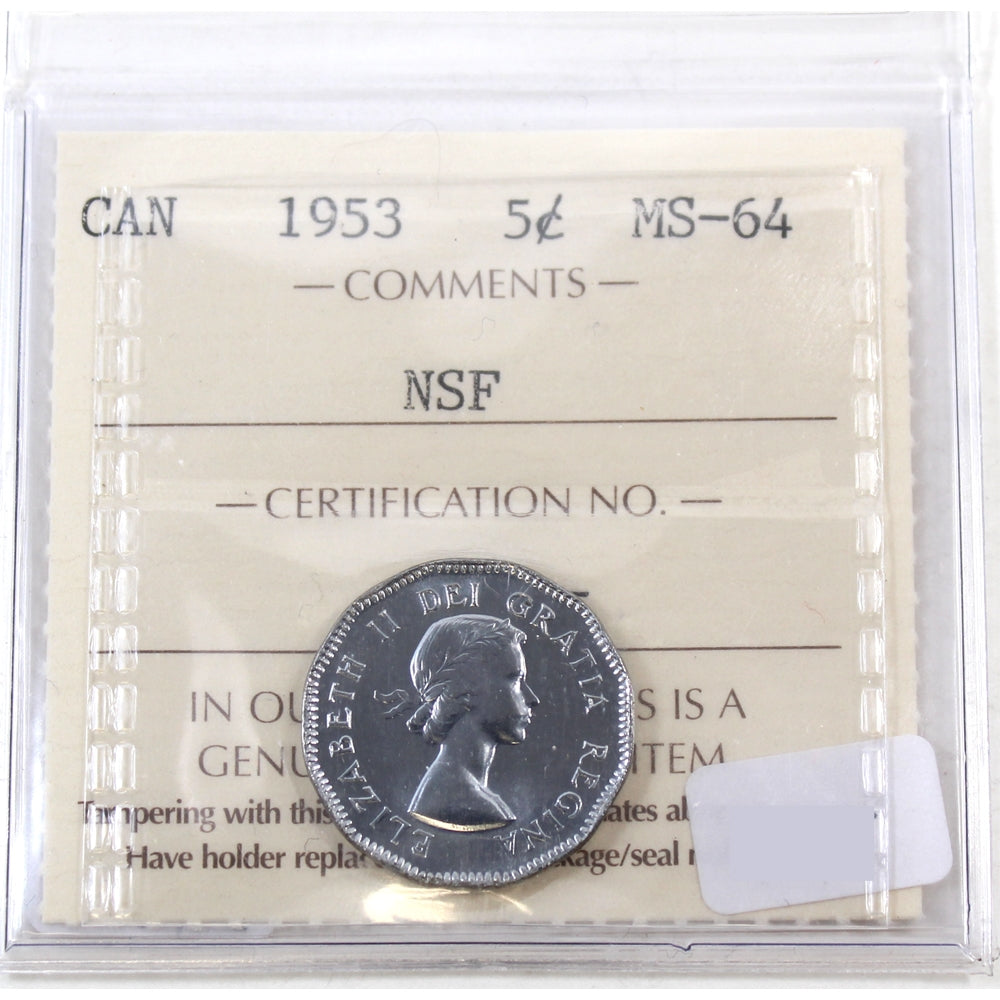 CAN 1953 5¢ MS-64
— COMMENTS —
NSF
— CERTIFICATION NO. —
ELIZABETH II DEI GRATIA REGINA
IN OU S IS A
GENU ITEM
Tampering with this ates al
Have holder repla kage/seal